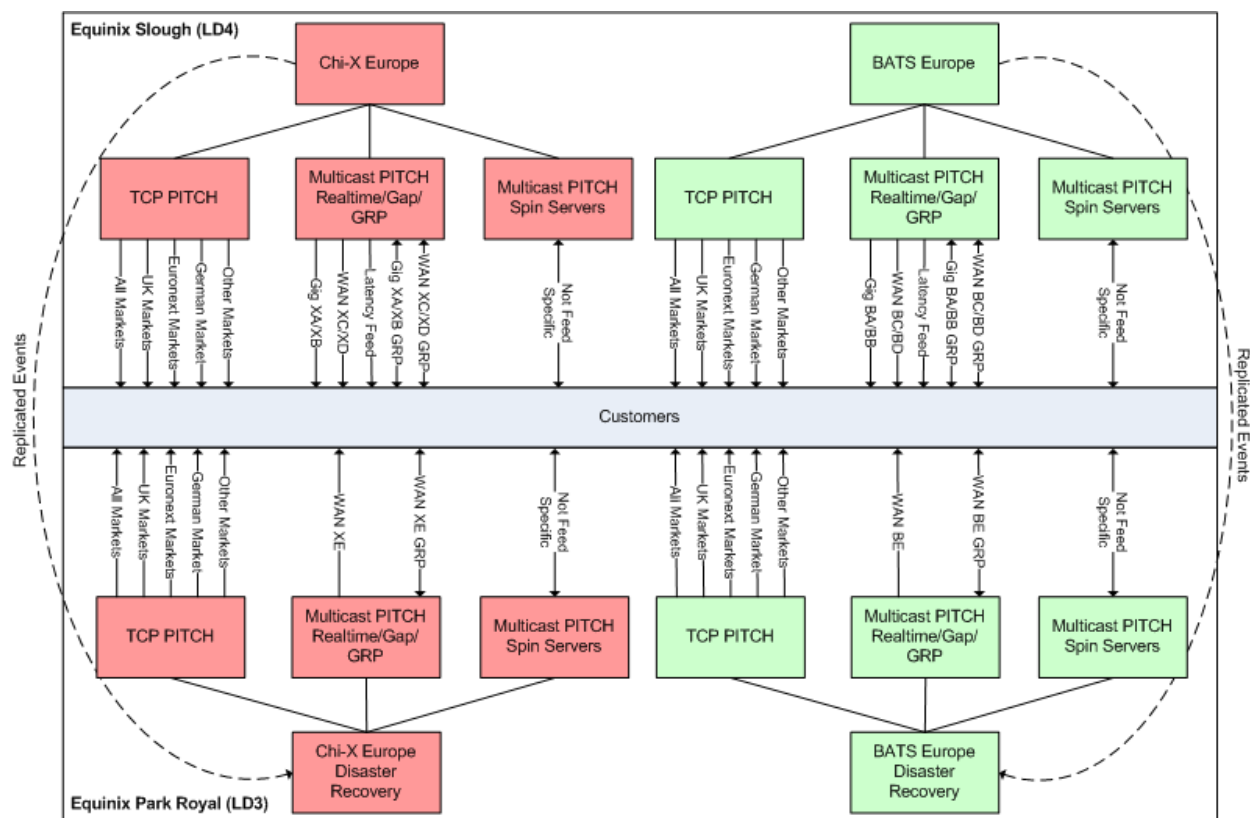 Equinix Slough (LD4)
Chi-X Europe
BATS Europe
TCP PITCH
Multicast PITCH
Realtime/Gap/
GRP
Multicast PITCH
Spin Servers
TCP PITCH
Multicast PITCH
Realtime/Gap/
GRP
Multicast PITCH
Spin Servers
All Markets
UK Markets
Euronext Markets
German Market
Other Markets
Gig XA/XB
WAN XC/XD
Latency Feed
Gig XA/XB GRP
WAN XC/XD GRP
Not Feed
Specific
All Markets
UK Markets
Euronext Markets
German Market
Other Markets
Gig BA/BB
WAN BC/BD
Latency Feed
Gig BA/BB GRP
WAN BC/BD GRP
Not Feed
Specific
Replicated Events
Customers
Replicated Events
All Markets
UK Markets
Euronext Markets
German Market
Other Markets
WAN XE
WAN XE GRP
Not Feed
Specific
All Markets
UK Markets
Euronext Markets
German Market
Other Markets
WAN BE
WAN BE GRP
Not Feed
Specific
TCP PITCH
Multicast PITCH
Realtime/Gap/
GRP
Multicast PITCH
Spin Servers
TCP PITCH
Multicast PITCH
Realtime/Gap/
GRP
Multicast PITCH
Spin Servers
Chi-X Europe
Disaster
Recovery
BATS Europe
Disaster
Recovery
Equinix Park Royal (LD3)